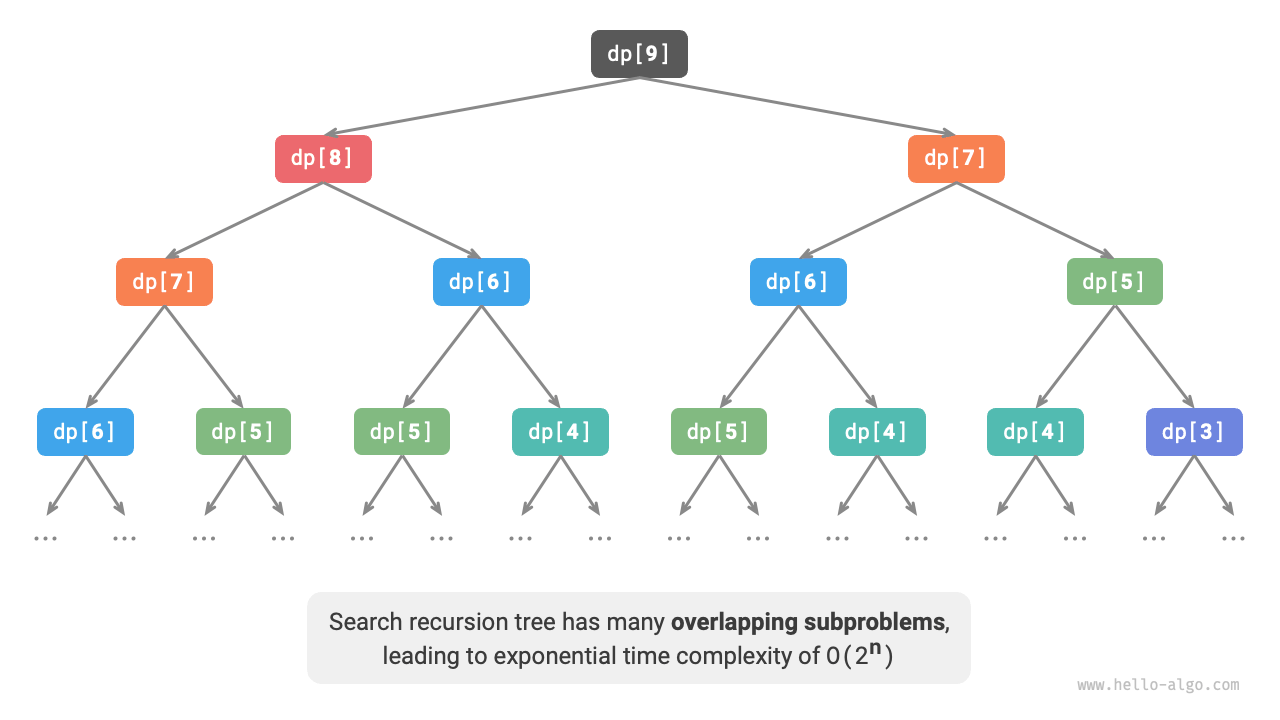 dp[9]
dp[8] dp[7]
dp[7] dp[6] dp[6] dp[5]
dp[6] dp[5] dp[5] dp[4] dp[5] dp[4] dp[4] dp[3]
... ... ... ... ... ... ... ... ... ... ... ... ... ... ... ...
Search recursion tree has many overlapping subproblems,
leading to exponential time complexity of O(2ⁿ)
www.hello-algo.com